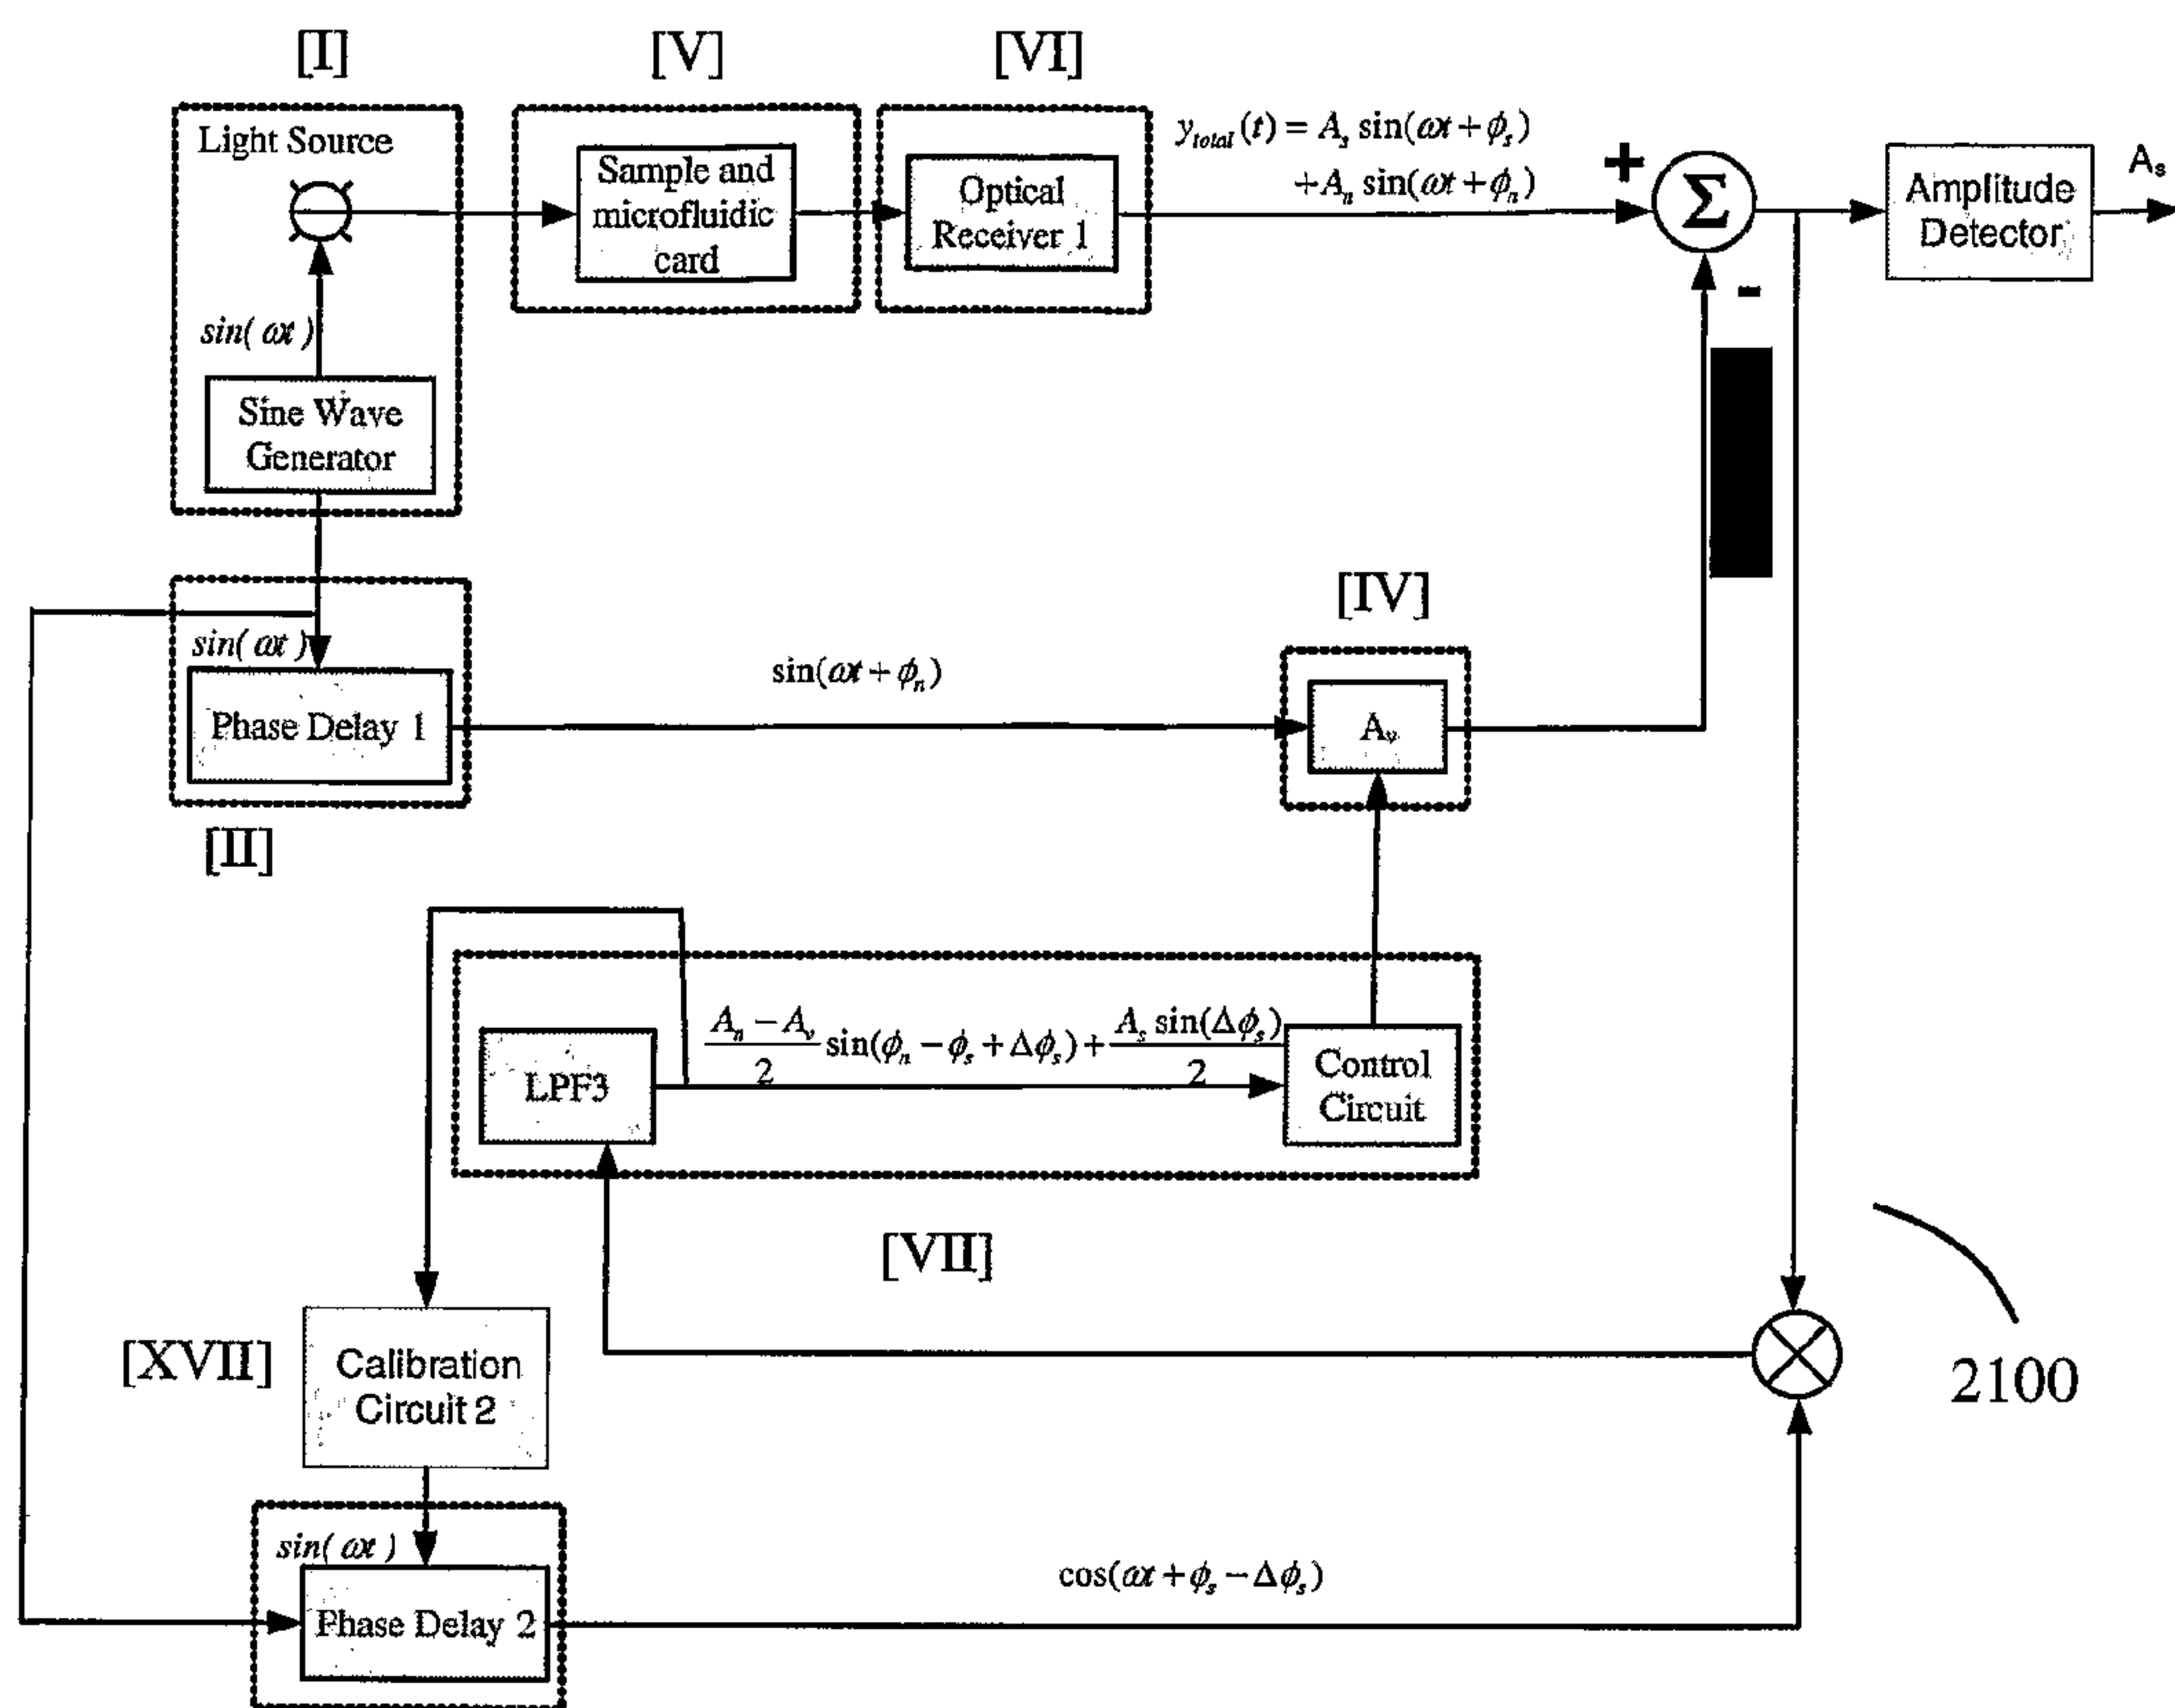 [I]
[V]
[VI]
Light Source
Sample and
microfluidic
card
Optical
Receiver 1
y_total(t) = A_s sin(ωt + ϕ_s)
+ A_n sin(ωt + ϕ_n)
+
Σ
-
Amplitude
Detector
A_s
sin( ωt )
Sine Wave
Generator
sin( ωt )
Phase Delay 1
[II]
sin(ωt + ϕ_n)
[IV]
A_v
LPF3
(A_n − A_v)/2 sin(ϕ_n − ϕ_s + Δϕ_s) + A_s sin(Δϕ_s)/2
Control
Circuit
[VII]
[XVII]
Calibration
Circuit 2
2100
sin( ωt )
Phase Delay 2
cos(ωt + ϕ_s − Δϕ_s)